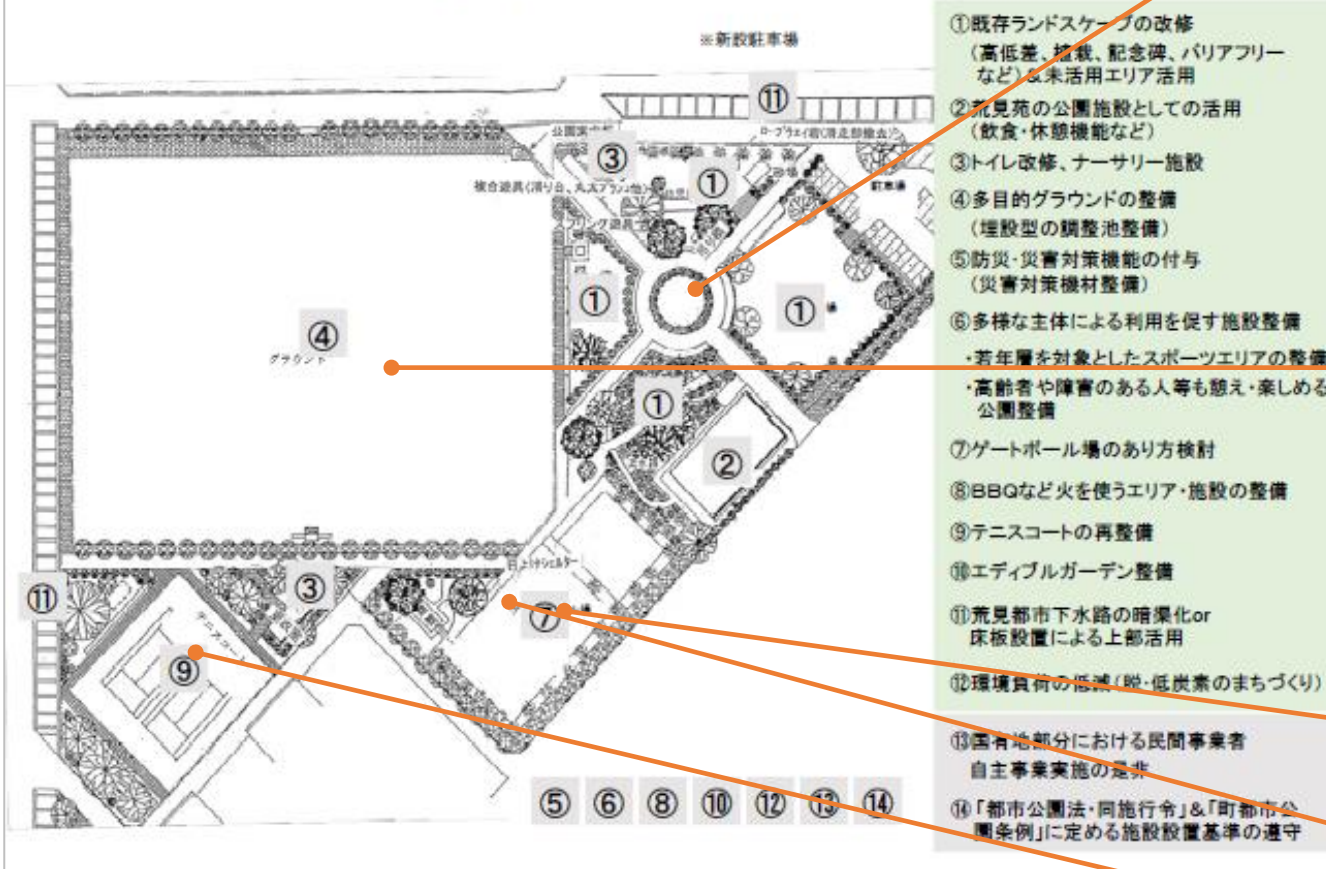 ※新設駐車場
⑪
公園案内板
ロープウェイ(滑走部撤去)
③
①
複合遊具(滑り台、丸太ブランコ他)
スプリング遊具
駐車場
①
①
④
グラウンド
①
②
日よけシェルター
⑦
③
⑪
テニスコート
⑨
⑤ ⑥ ⑧ ⑩ ⑫ ⑬ ⑭
①既存ランドスケープの改修
(高低差、植栽、記念碑、バリアフリー
など)&未活用エリア活用
②荒見苑の公園施設としての活用
(飲食・休憩機能など)
③トイレ改修、ナーサリー施設
④多目的グラウンドの整備
(埋設型の調整池整備)
⑤防災・災害対策機能の付与
(災害対策機材整備)
⑥多様な主体による利用を促す施設整備
・若年層を対象としたスポーツエリアの整備
・高齢者や障害のある人等も憩え・楽しめる
公園整備
⑦ゲートボール場のあり方検討
⑧BBQなど火を使うエリア・施設の整備
⑨テニスコートの再整備
⑩エディブルガーデン整備
⑪荒見都市下水路の暗渠化or
床板設置による上部活用
⑫環境負荷の低減(脱・低炭素のまちづくり)
⑬国有地部分における民間事業者
自主事業実施の是非
⑭「都市公園法・同施行令」&「町都市公
園条例」に定める施設設置基準の遵守